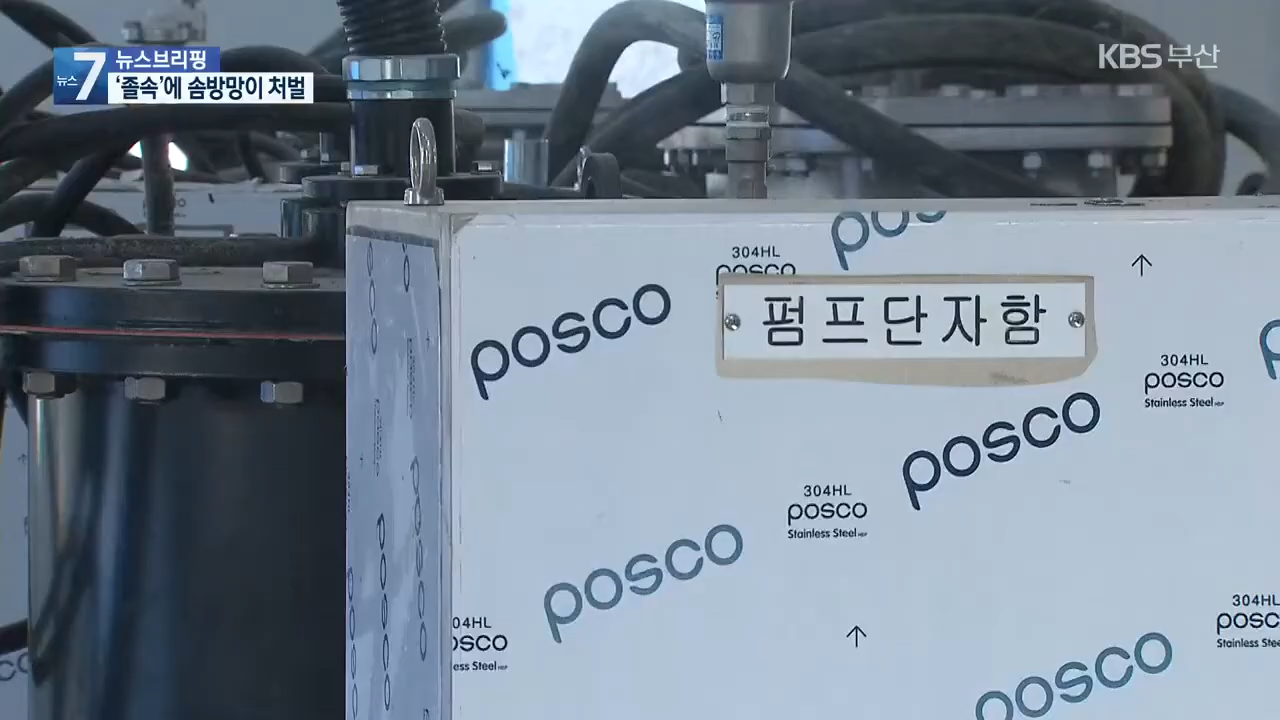 뉴스7
뉴스브리핑
‘졸속’에 솜방망이 처벌
KBS 부산
posco
304HL
posco
펌프단자함
posco
304HL
posco
Stainless Steel
posco
304HL
posco
Stainless Steel
posco
304HL
posco
Stainless Steel
posco
posco
posco
posco